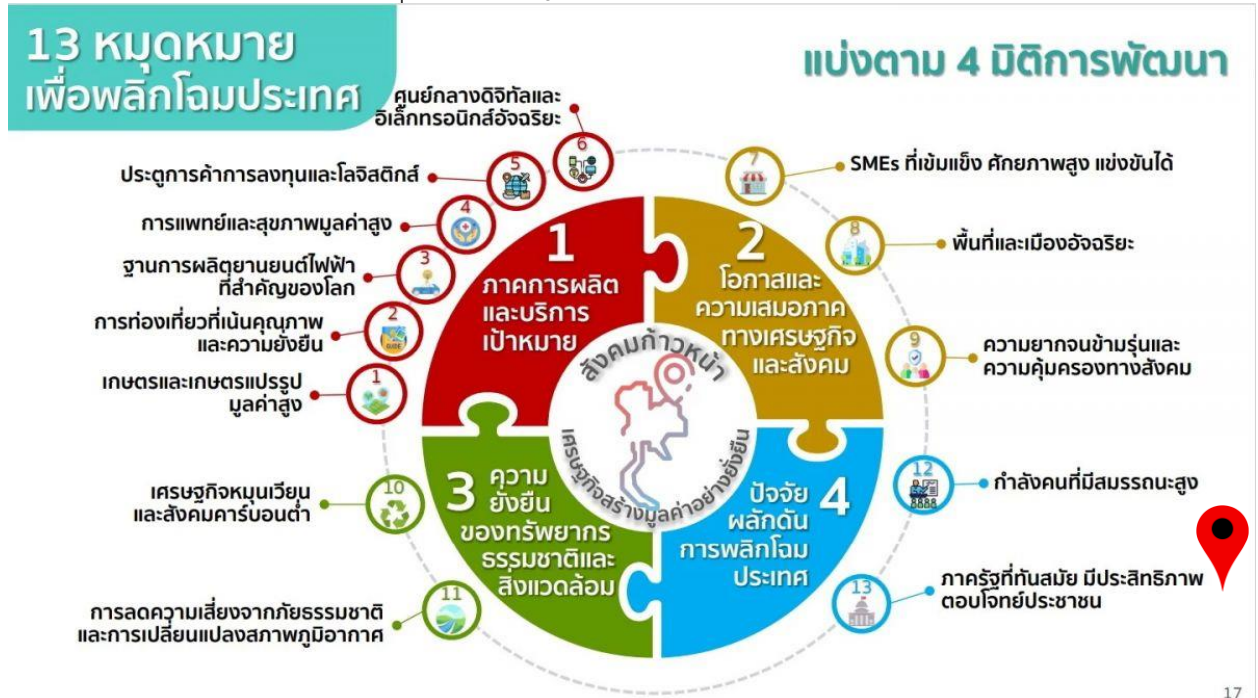 13 หมุดหมาย
เพื่อพลิกโฉมประเทศ
แบ่งตาม 4 มิติการพัฒนา
ศูนย์กลางดิจิทัลและ
อิเล็กทรอนิกส์อัจฉริยะ
6
ประตูการค้าการลงทุนและโลจิสติกส์
5
การแพทย์และสุขภาพมูลค่าสูง
4
ฐานการผลิตยานยนต์ไฟฟ้า
ที่สำคัญของโลก
3
การท่องเที่ยวที่เน้นคุณภาพ
และความยั่งยืน
2
GUIDE
เกษตรและเกษตรแปรรูป
มูลค่าสูง
1
1
ภาคการผลิต
และบริการ
เป้าหมาย
7
SMEs ที่เข้มแข็ง ศักยภาพสูง แข่งขันได้
8
พื้นที่และเมืองอัจฉริยะ
9
ความยากจนข้ามรุ่นและ
ความคุ้มครองทางสังคม
2
โอกาสและ
ความเสมอภาค
ทางเศรษฐกิจ
และสังคม
สังคมก้าวหน้า
เศรษฐกิจสร้างมูลค่าอย่างยั่งยืน
เศรษฐกิจหมุนเวียน
และสังคมคาร์บอนต่ำ
10
การลดความเสี่ยงจากภัยธรรมชาติ
และการเปลี่ยนแปลงสภาพภูมิอากาศ
11
3 ความ
ยั่งยืน
ของทรัพยากร
ธรรมชาติและ
สิ่งแวดล้อม
ปัจจัย 4
ผลักดัน
การพลิกโฉม
ประเทศ
12
กำลังคนที่มีสมรรถนะสูง
13
ภาครัฐที่ทันสมัย มีประสิทธิภาพ
ตอบโจทย์ประชาชน
17